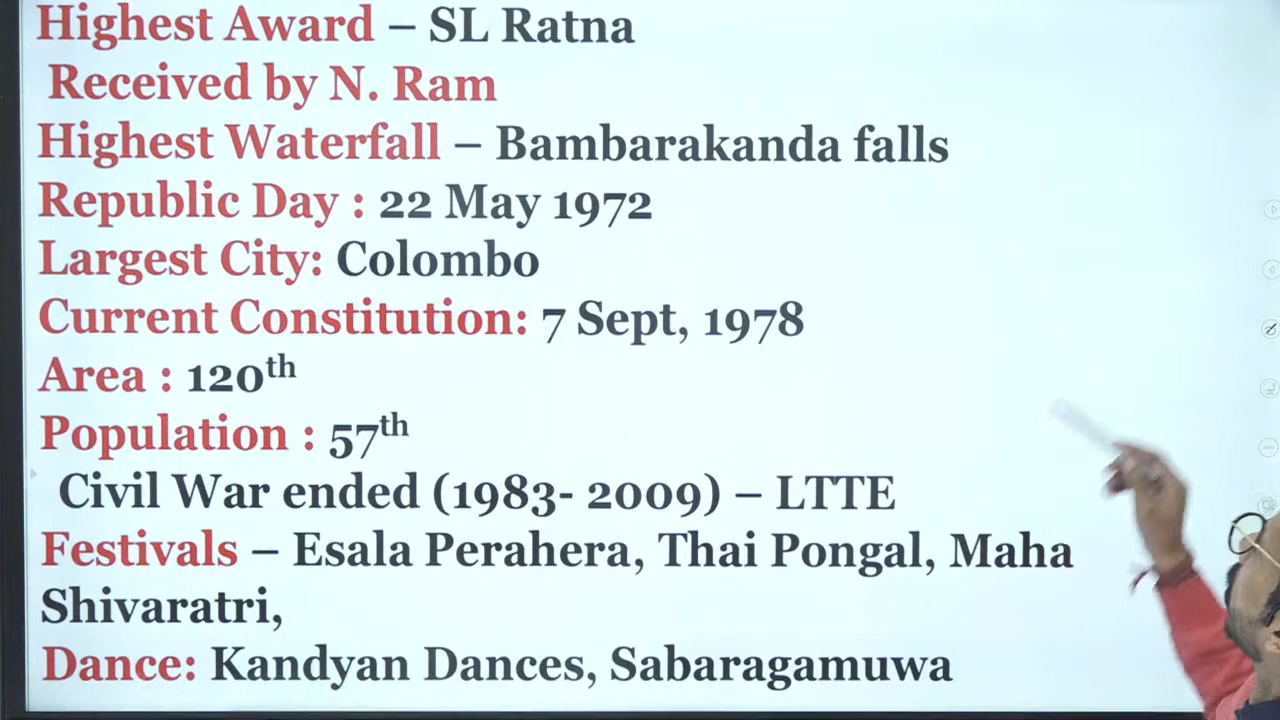 Highest Award – SL Ratna
Received by N. Ram
Highest Waterfall – Bambarakanda falls
Republic Day : 22 May 1972
Largest City: Colombo
Current Constitution: 7 Sept, 1978
Area : 120th
Population : 57th
Civil War ended (1983- 2009) – LTTE
Festivals – Esala Perahera, Thai Pongal, Maha
Shivaratri,
Dance: Kandyan Dances, Sabaragamuwa